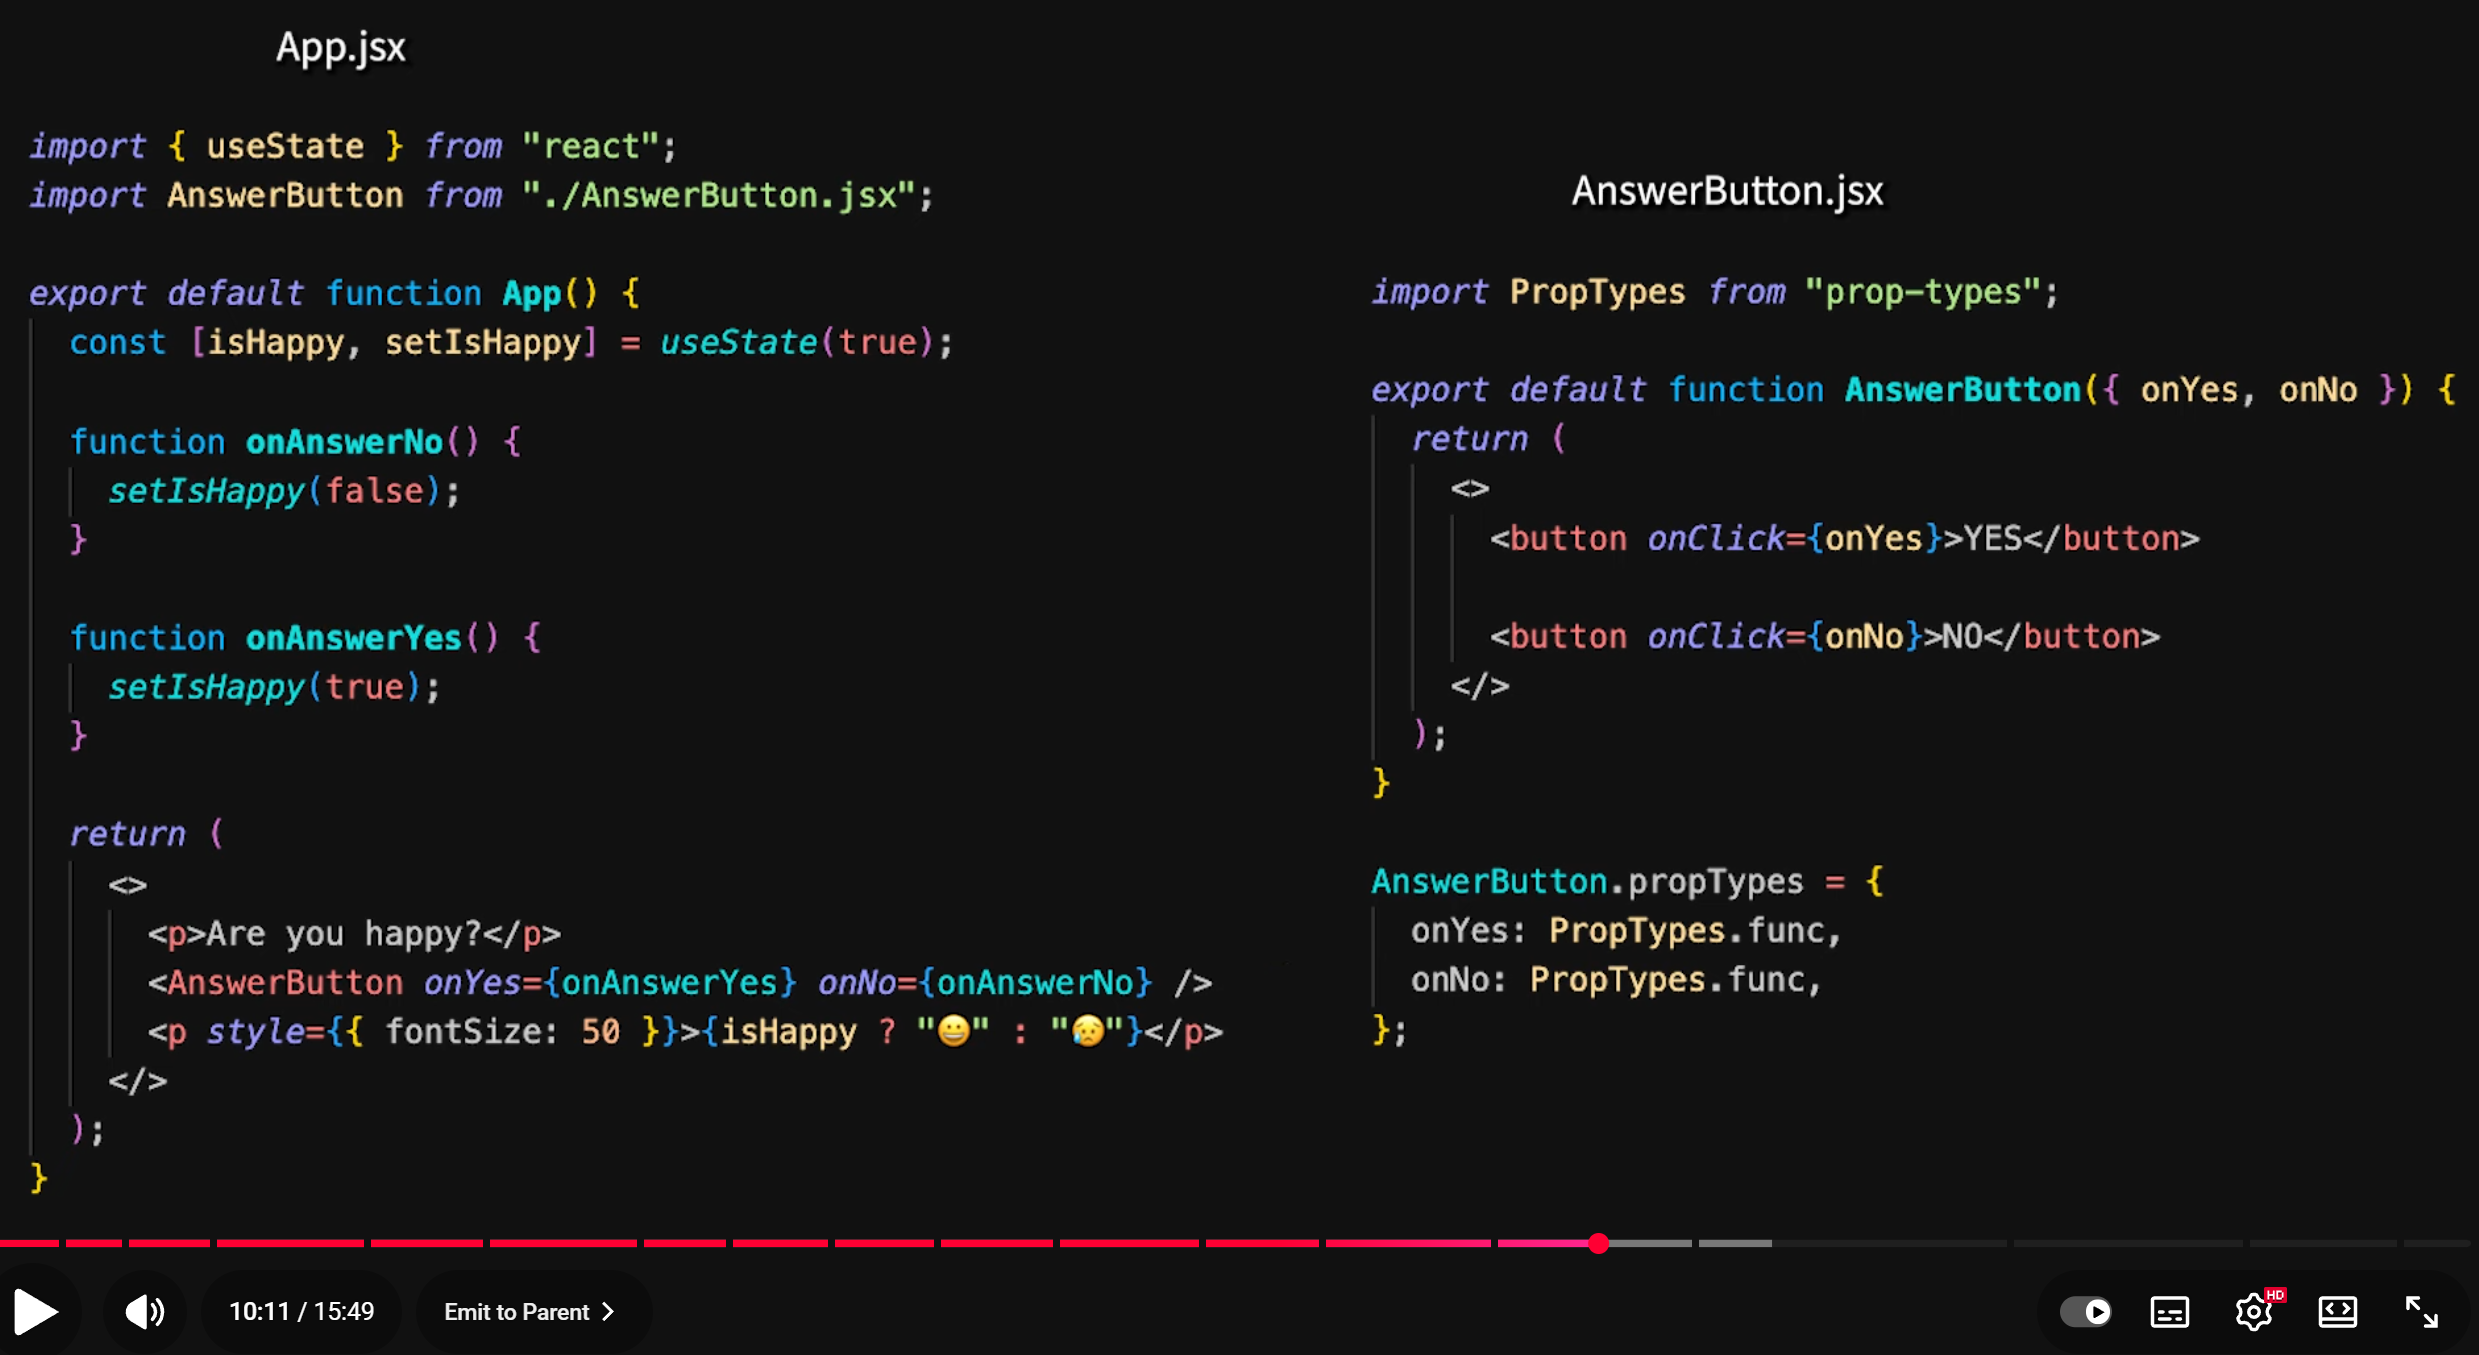 App.jsx
import { useState } from "react";
import AnswerButton from "./AnswerButton.jsx";
export default function App() {
const [isHappy, setIsHappy] = useState(true);
function onAnswerNo() {
setIsHappy(false);
}
function onAnswerYes() {
setIsHappy(true);
}
return (
<>
<p>Are you happy?</p>
<AnswerButton onYes={onAnswerYes} onNo={onAnswerNo} />
<p style={{ fontSize: 50 }}>{isHappy ? "😀" : "😥"}</p>
</>
);
}
AnswerButton.jsx
import PropTypes from "prop-types";
export default function AnswerButton({ onYes, onNo }) {
return (
<>
<button onClick={onYes}>YES</button>
<button onClick={onNo}>NO</button>
</>
);
}
AnswerButton.propTypes = {
onYes: PropTypes.func,
onNo: PropTypes.func,
};
10:11 / 15:49
Emit to Parent
HD